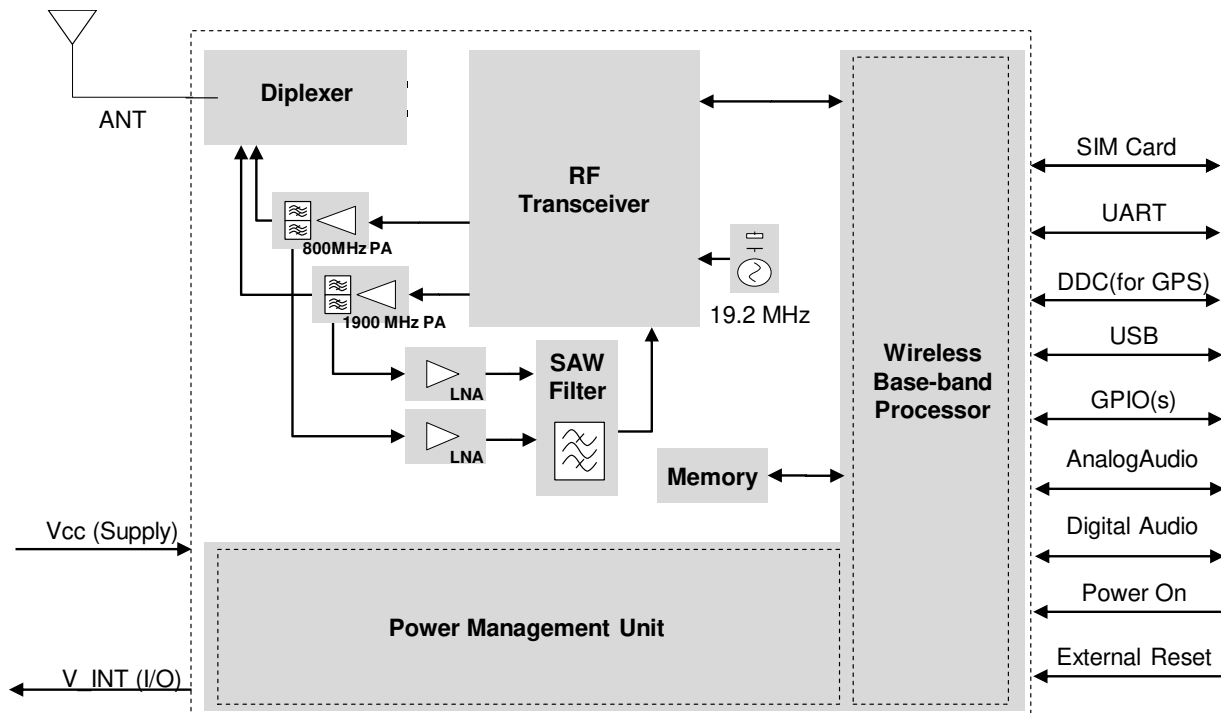 ANT
Diplexer
RF
Transceiver
800MHz PA
1900 MHz PA
19.2 MHz
LNA
LNA
SAW
Filter
Memory
Wireless
Base-band
Processor
Power Management Unit
Vcc (Supply)
V_INT (I/O)
SIM Card
UART
DDC(for GPS)
USB
GPIO(s)
AnalogAudio
Digital Audio
Power On
External Reset